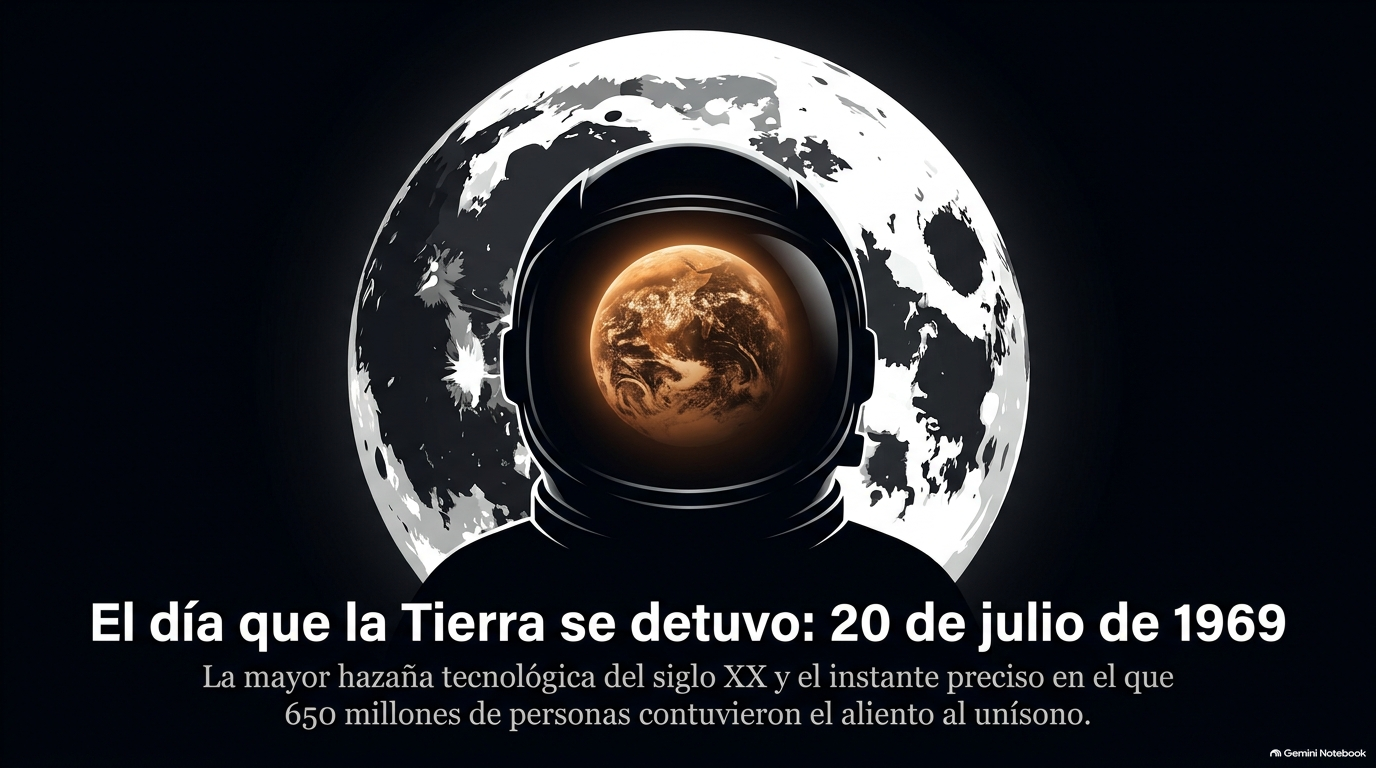 El día que la Tierra se detuvo: 20 de julio de 1969
La mayor hazaña tecnológica del siglo XX y el instante preciso en el que
650 millones de personas contuvieron el aliento al unísono.
Gemini Notebook